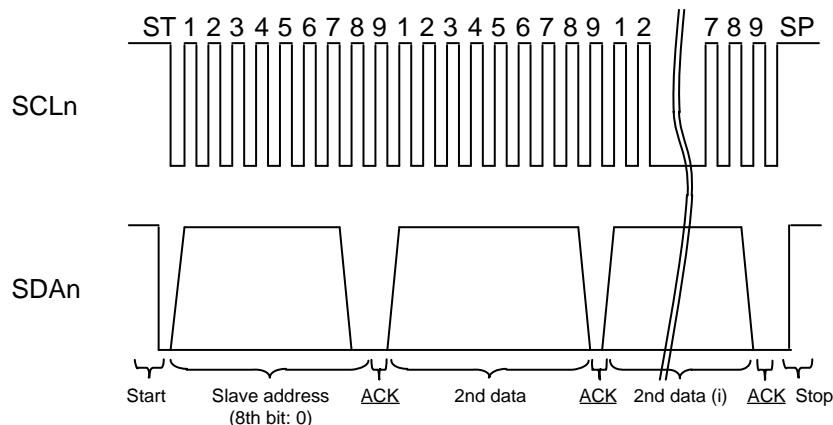 ST 1 2 3 4 5 6 7 8 9 1 2 3 4 5 6 7 8 9 1 2 7 8 9 SP
SCLn
SDAn
Start Slave address ACK 2nd data ACK 2nd data (i) ACK Stop
(8th bit: 0)